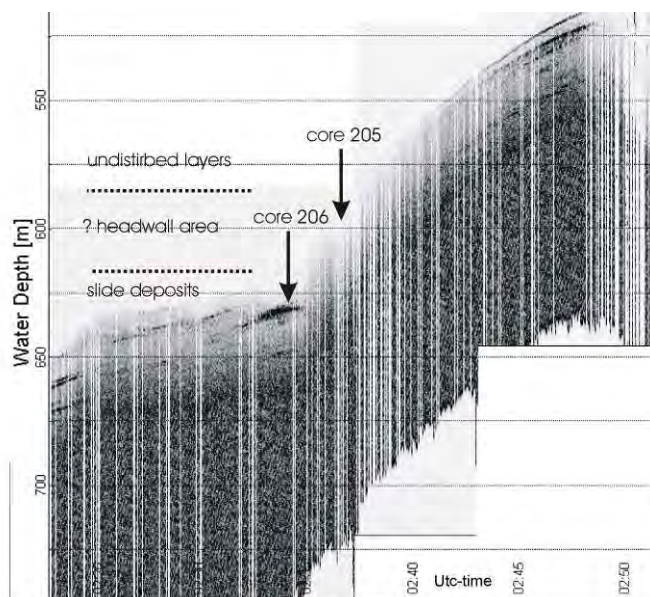 550
core 205
undistirbed layers
600
core 206
? headwall area
slide deposits
Water Depth [m]
650
700
02:40
Utc-time
02:45
02:50